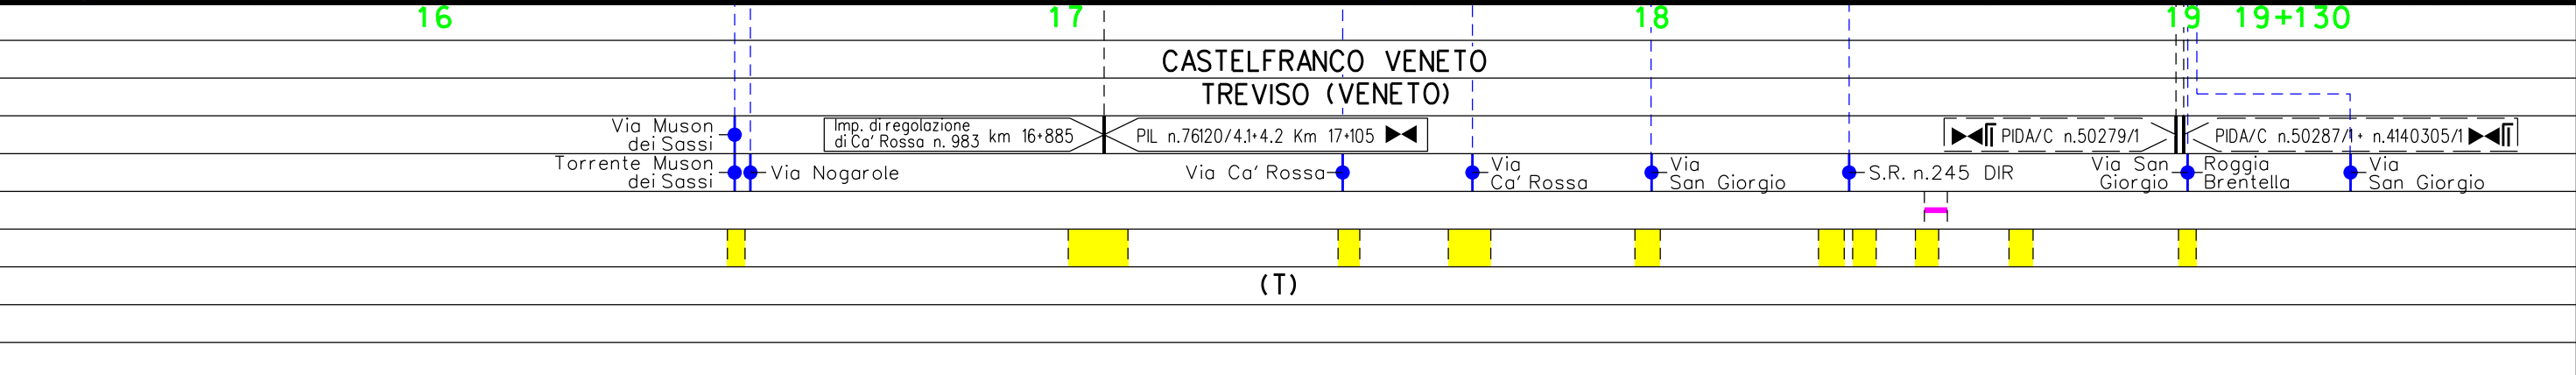 16 17 18 19 19+130
CASTELFRANCO VENETO
TREVISO (VENETO)
Via Muson
dei Sassi
Imp. di regolazione
di Ca' Rossa n. 983 km 16+885
PIL n.76120/4.1+4.2 Km 17+105
PIDA/C n.50279/1
PIDA/C n.50287/1+ n.4140305/1
Torrente Muson
dei Sassi
Via Nogarole
Via Ca' Rossa
Via
Ca' Rossa
Via
San Giorgio
S.R. n.245 DIR
Via San
Giorgio
Roggia
Brentella
Via
San Giorgio
(T)